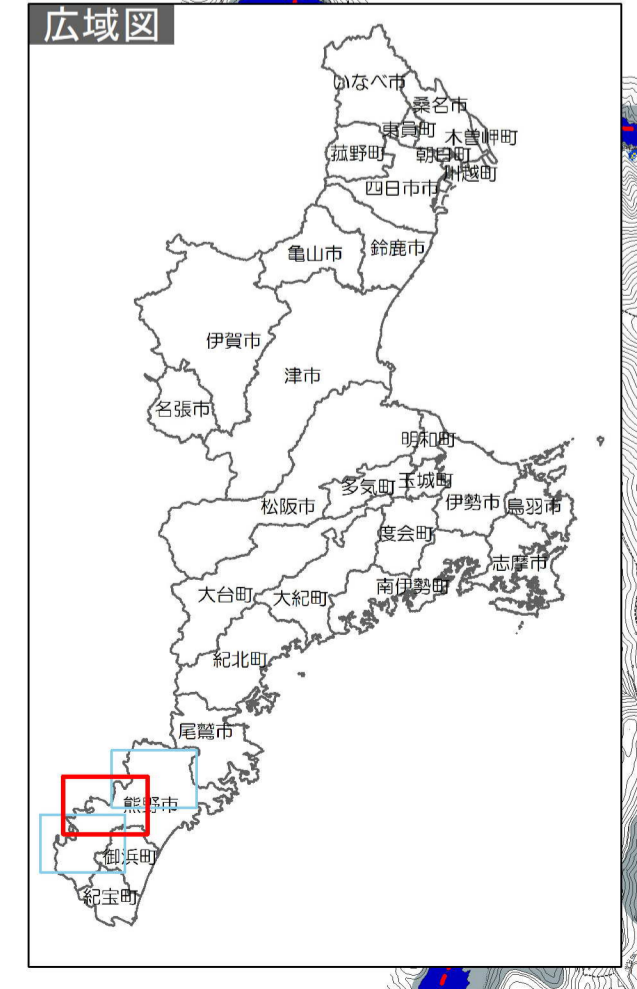 広域図
いなべ市
桑名市
東員町
木曽岬町
菰野町
朝日町
川越町
四日市市
亀山市
鈴鹿市
伊賀市
津市
名張市
明和町
多気町
玉城町
松阪市
伊勢市
鳥羽市
度会町
志摩市
南伊勢町
大台町
大紀町
紀北町
尾鷲市
熊野市
御浜町
紀宝町